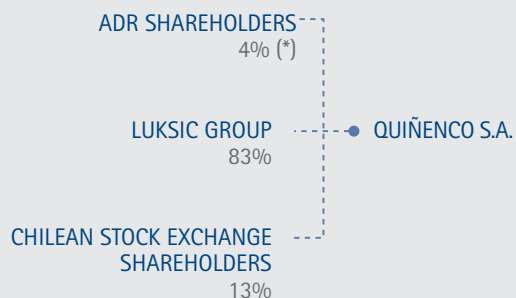 ADR SHAREHOLDERS
4% (*)
LUKSIC GROUP
83%
QUIÑENCO S.A.
CHILEAN STOCK EXCHANGE
SHAREHOLDERS
13%